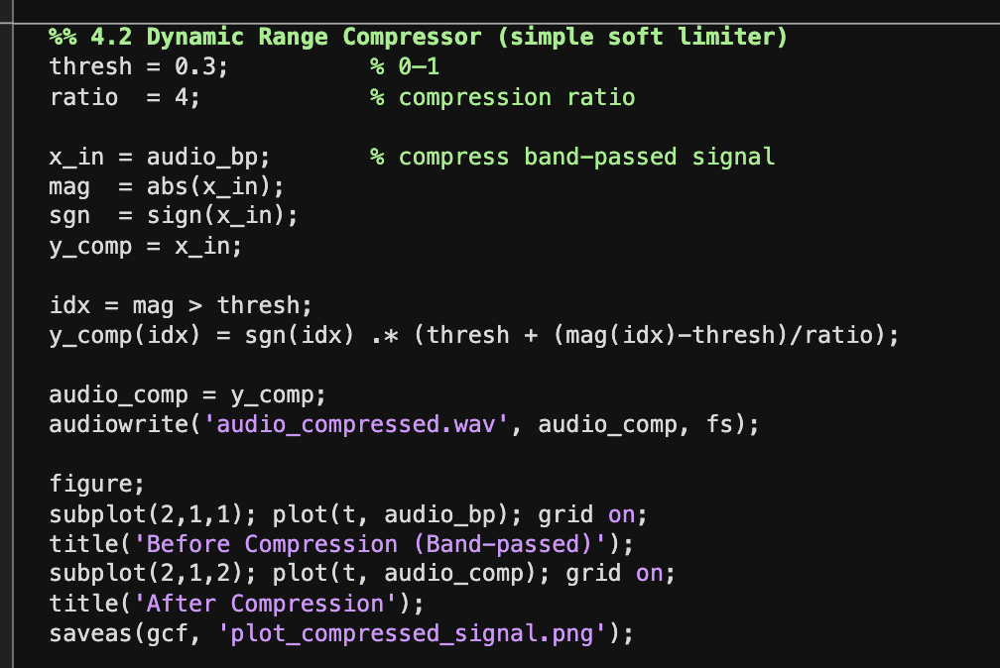 %% 4.2 Dynamic Range Compressor (simple soft limiter)
thresh = 0.3;          % 0–1
ratio  = 4;            % compression ratio
x_in = audio_bp;       % compress band-passed signal
mag  = abs(x_in);
sgn  = sign(x_in);
y_comp = x_in;
idx = mag > thresh;
y_comp(idx) = sgn(idx) .* (thresh + (mag(idx)-thresh)/ratio);
audio_comp = y_comp;
audiowrite('audio_compressed.wav', audio_comp, fs);
figure;
subplot(2,1,1); plot(t, audio_bp); grid on;
title('Before Compression (Band-passed)');
subplot(2,1,2); plot(t, audio_comp); grid on;
title('After Compression');
saveas(gcf, 'plot_compressed_signal.png');